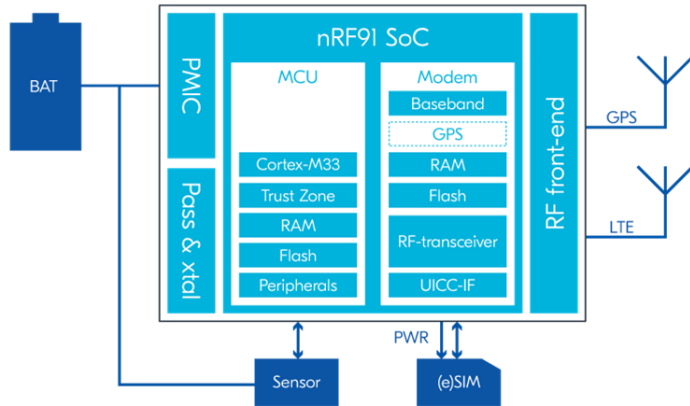 nRF91 SoC
BAT
PMIC
Pass & xtal
MCU
Cortex-M33
Trust Zone
RAM
Flash
Peripherals
Modem
Baseband
GPS
RAM
Flash
RF-transceiver
UICC-IF
RF front-end
GPS
LTE
PWR
Sensor
(e)SIM